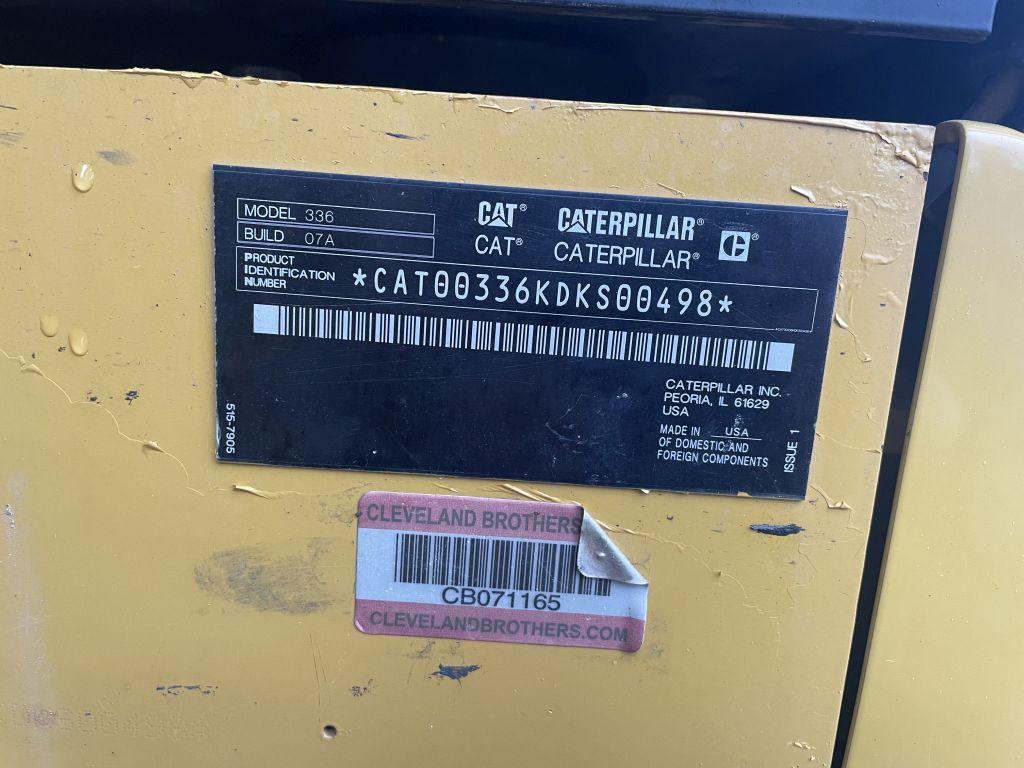 MODEL 336
BUILD 07A
CAT® CATERPILLAR®
CAT® CATERPILLAR® C®
PRODUCT
IDENTIFICATION
NUMBER
*CAT00336KDKS00498*
CATERPILLAR INC.
PEORIA, IL 61629
USA
MADE IN USA
OF DOMESTIC AND
FOREIGN COMPONENTS
ISSUE 1
515-7905
CLEVELAND BROTHERS
CB071165
CLEVELANDBROTHERS.COM